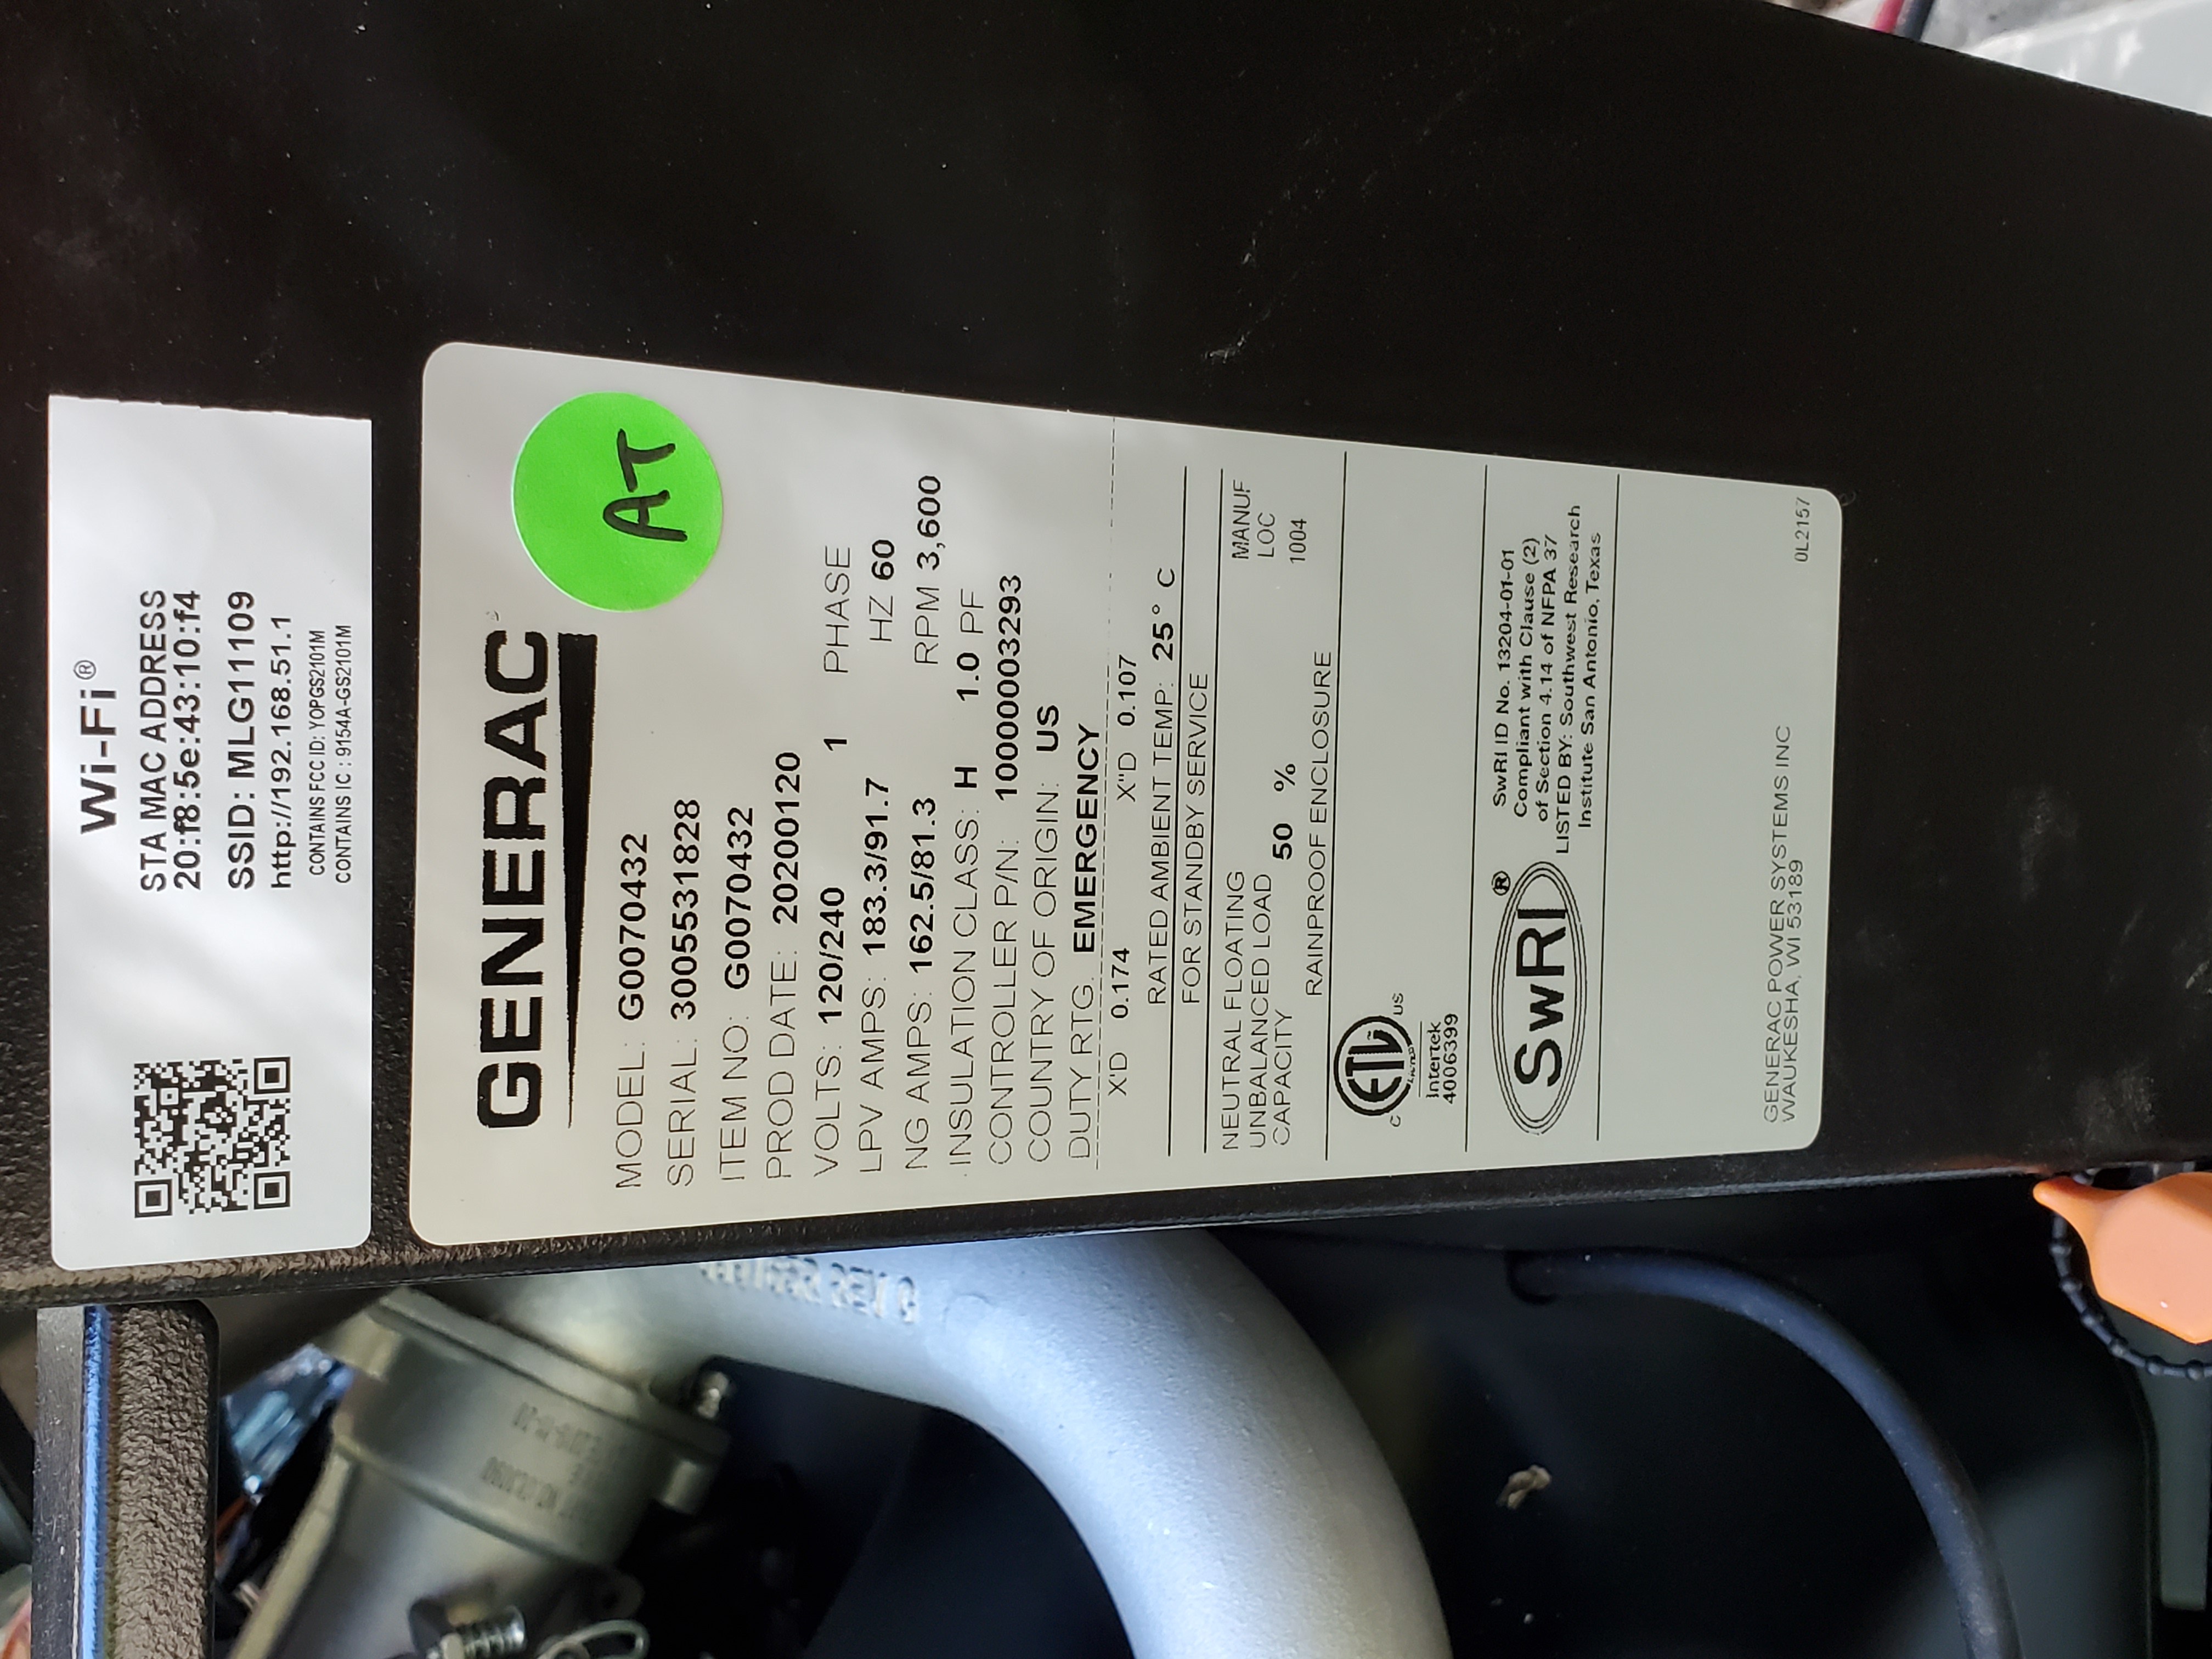 Wi-Fi®
STA MAC ADDRESS
20:f8:5e:43:10:f4
SSID: MLG11109
http://192.168.51.1
CONTAINS FCC ID: YOPGS2101M
CONTAINS IC : 9154A-GS2101M
GENERAC
AT
MODEL: G0070432
SERIAL: 3005531828
ITEM NO: G0070432
PROD DATE: 20200120
VOLTS: 120/240 1 PHASE
LPV AMPS: 183.3/91.7 HZ 60
NG AMPS: 162.5/81.3 RPM 3,600
INSULATION CLASS: H 1.0 PF
CONTROLLER P/N: 10000003293
COUNTRY OF ORIGIN: US
DUTY RTG. EMERGENCY
X'D 0.174 X"D 0.107
RATED AMBIENT TEMP: 25° C
FOR STANDBY SERVICE
NEUTRAL FLOATING
UNBALANCED LOAD
CAPACITY 50 %
MANUF
LOC
1004
RAINPROOF ENCLOSURE
C ETL US
LISTED
Intertek
4006399
SwRI®
SwRI ID No. 13204-01-01
Compliant with Clause (2)
of Section 4.14 of NFPA 37
LISTED BY: Southwest Research
Institute San Antonio, Texas
GENERAC POWER SYSTEMS INC
WAUKESHA, WI 53189
0L2157